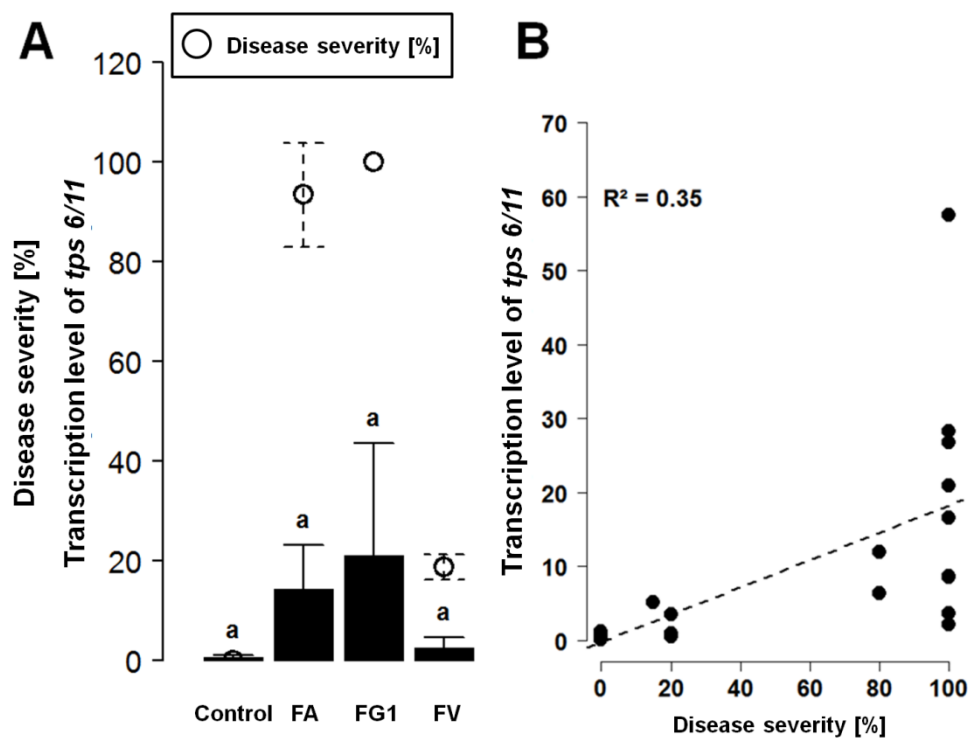 A
Disease severity [%]
Disease severity [%]
Transcription level of tps 6/11
120
100
80
60
40
20
0
a
a
a
a
Control FA FG1 FV
B
Transcription level of tps 6/11
70
60
50
40
30
20
10
0
R² = 0.35
0 20 40 60 80 100
Disease severity [%]